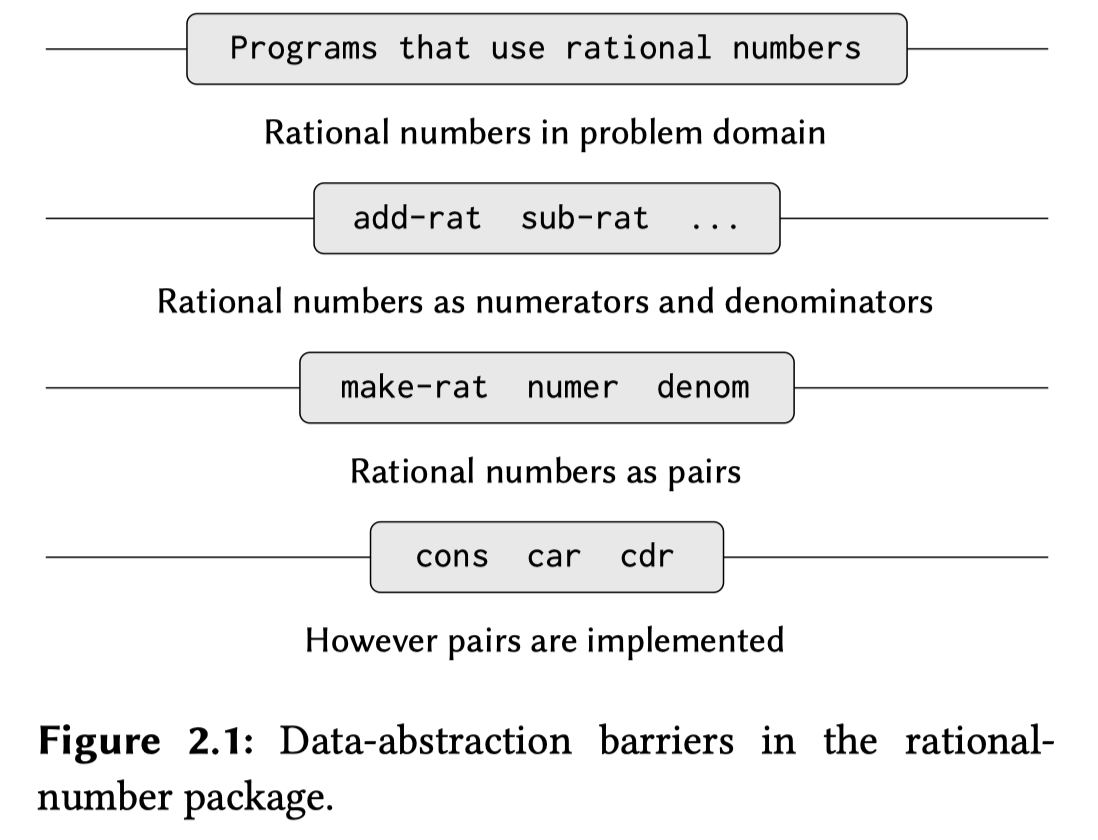 Programs that use rational numbers
Rational numbers in problem domain
add-rat sub-rat ...
Rational numbers as numerators and denominators
make-rat numer denom
Rational numbers as pairs
cons car cdr
However pairs are implemented
Figure 2.1: Data-abstraction barriers in the rational-
number package.